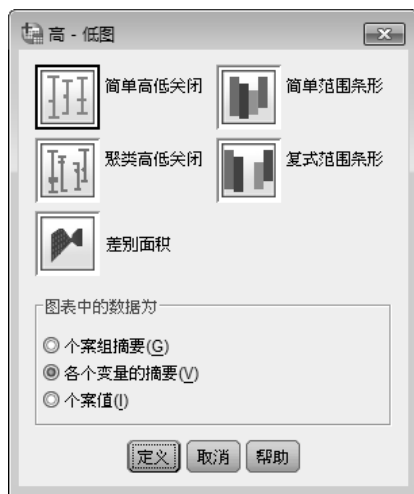 高 - 低图
简单高低关闭
简单范围条形
聚类高低关闭
复式范围条形
差别面积
图表中的数据为
个案组摘要(G)
各个变量的摘要(V)
个案值(I)
定义 取消 帮助